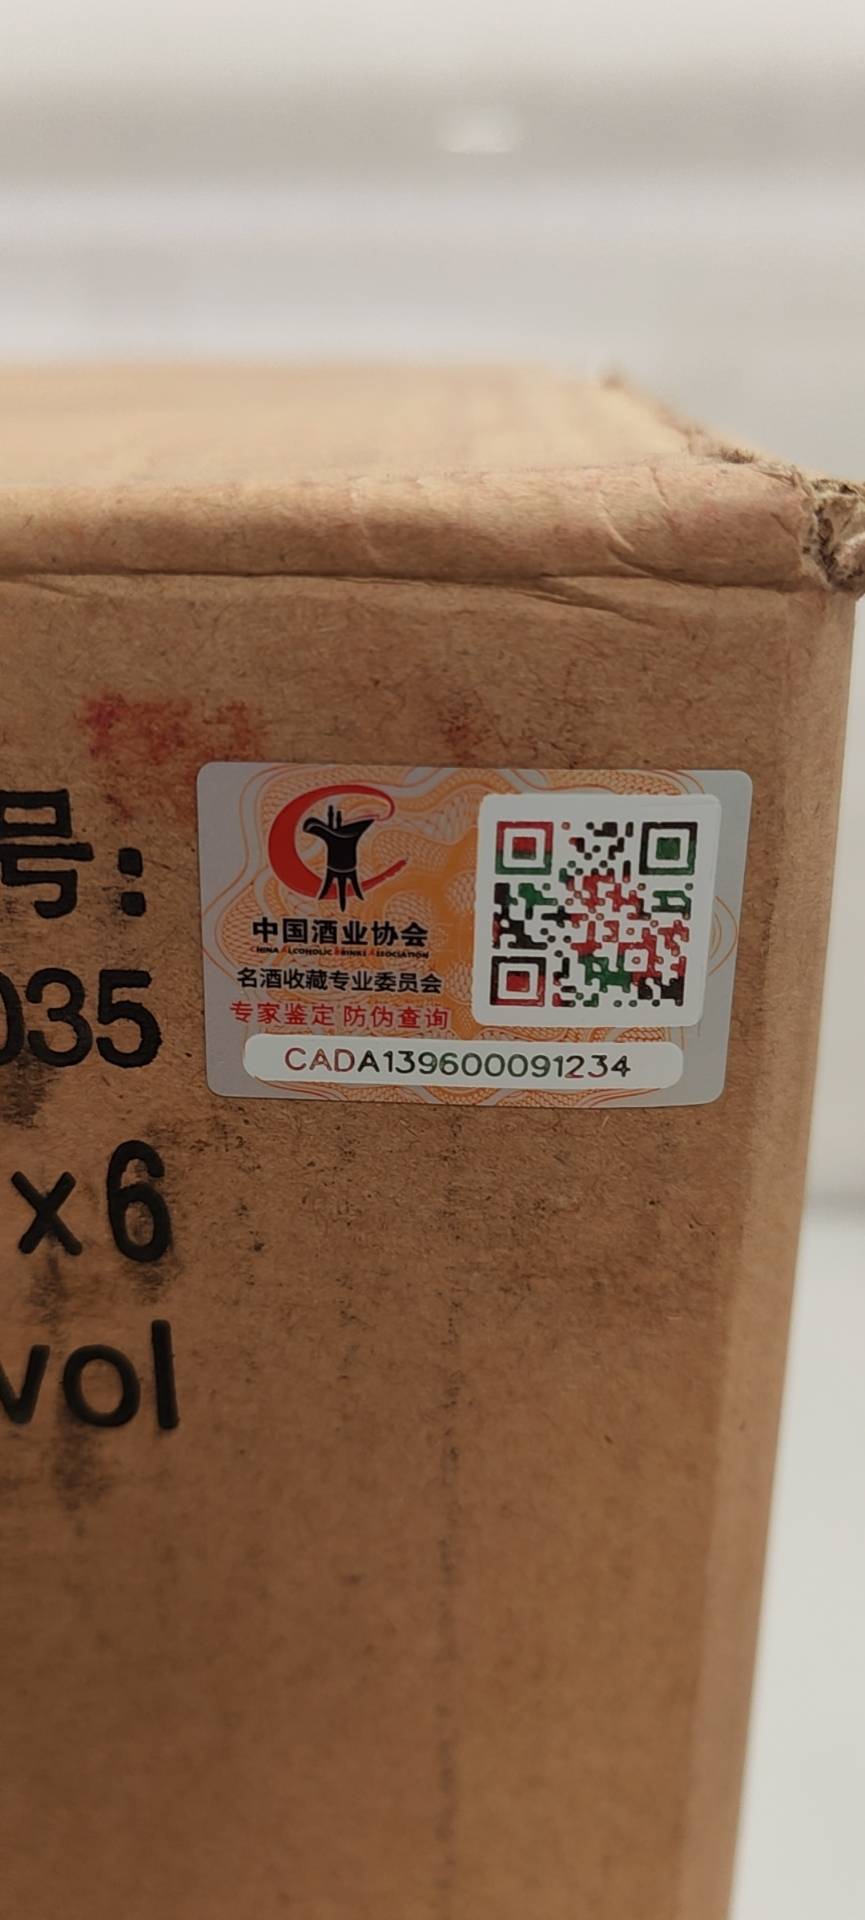 号:
035
x6
vol
中国酒业协会
CHINA ALCOHOLIC DRINKS ASSOCIATION
名酒收藏专业委员会
专家鉴定 防伪查询
CADA139600091234